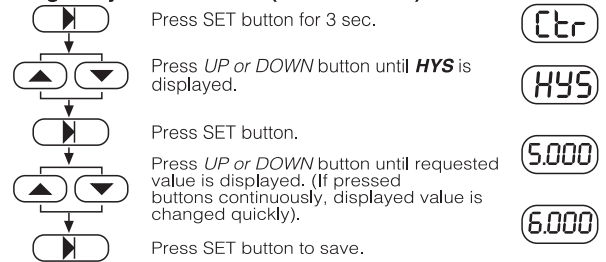 Press SET button for 3 sec.
Ctr
Press UP or DOWN button until HYS is
displayed.
HYS
Press SET button.
Press UP or DOWN button until requested
value is displayed. (If pressed
buttons continuously, displayed value is
changed quickly).
5.000
6.000
Press SET button to save.